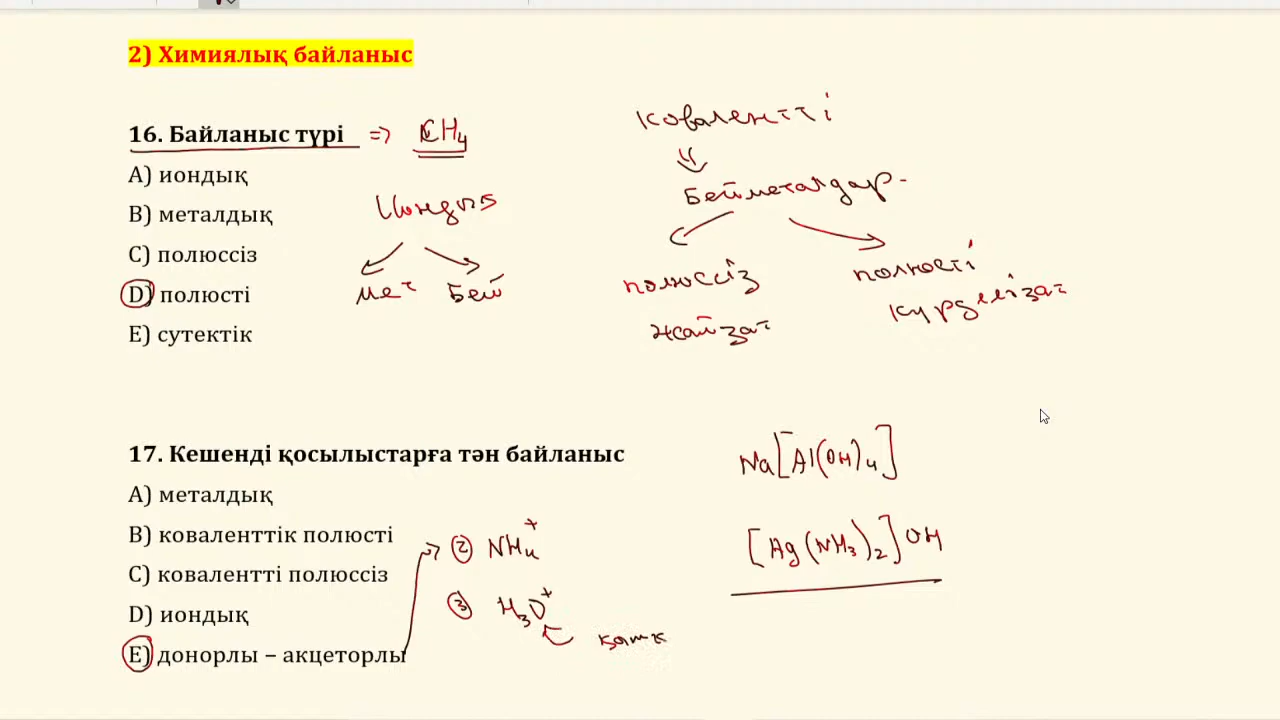 2) Химиялық байланыс
16. Байланыс түрі => CH4
A) иондық
B) металдық
C) полюссіз
D) полюсті
E) сутектік
Иондық
мет бей
ковалентті
Бейметалдар
полюссіз полюсті
жай зат күрделі зат
17. Кешенді қосылыстарға тән байланыс
A) металдық
B) коваленттік полюсті
C) ковалентті полюссіз
D) иондық
E) донорлы – акцеторлы
2 NH4+
3 H3O+
Na[Al(OH)4]
[Ag(NH3)2]OH